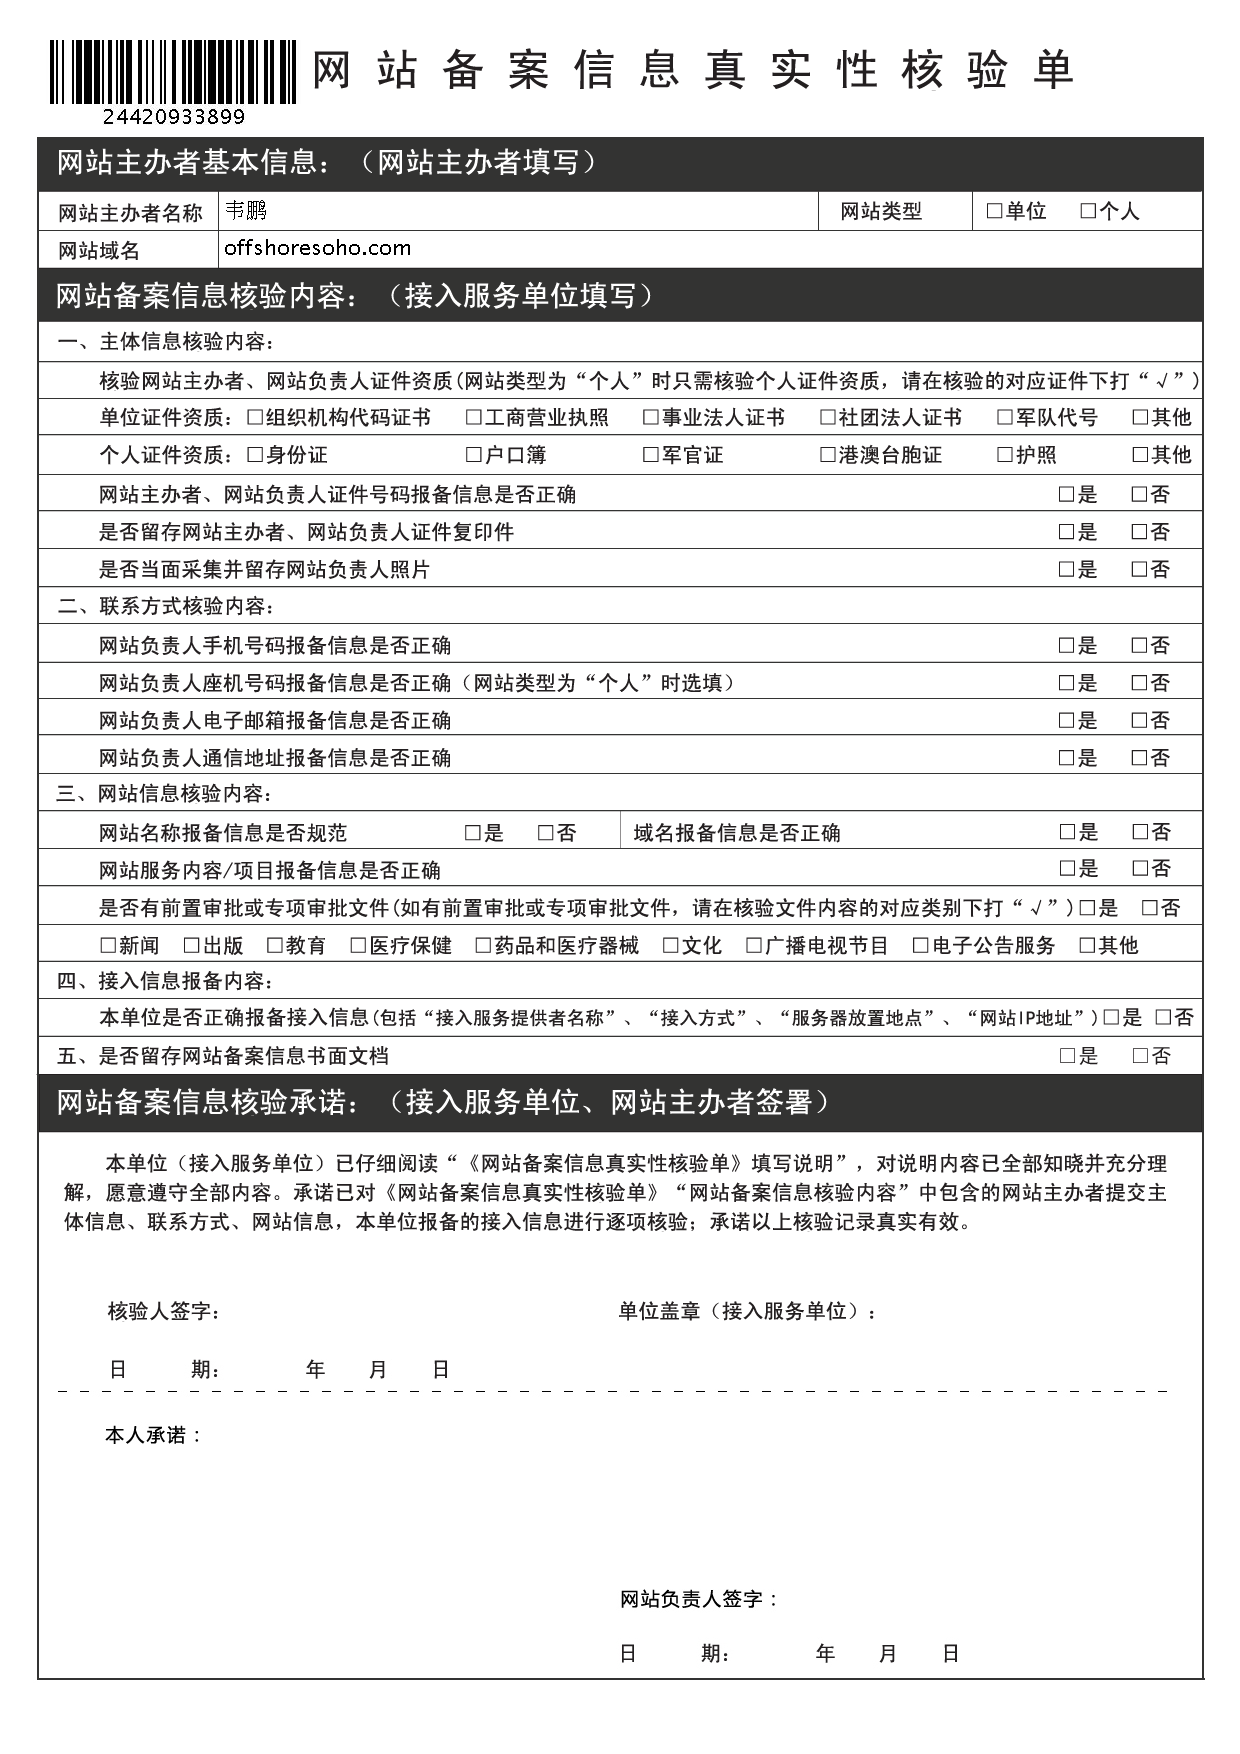 网站备案信息真实性核验单
24420933899
网站主办者基本信息：（网站主办者填写）
网站主办者名称 韦鹏 网站类型 □单位 □个人
网站域名 offshoresoho.com
网站备案信息核验内容：（接入服务单位填写）
一、主体信息核验内容：
核验网站主办者、网站负责人证件资质(网站类型为“个人”时只需核验个人证件资质，请在核验的对应证件下打“√”)
单位证件资质：□组织机构代码证书 □工商营业执照 □事业法人证书 □社团法人证书 □军队代号 □其他
个人证件资质：□身份证 □户口簿 □军官证 □港澳台胞证 □护照 □其他
网站主办者、网站负责人证件号码报备信息是否正确 □是 □否
是否留存网站主办者、网站负责人证件复印件 □是 □否
是否当面采集并留存网站负责人照片 □是 □否
二、联系方式核验内容：
网站负责人手机号码报备信息是否正确 □是 □否
网站负责人座机号码报备信息是否正确（网站类型为“个人”时选填） □是 □否
网站负责人电子邮箱报备信息是否正确 □是 □否
网站负责人通信地址报备信息是否正确 □是 □否
三、网站信息核验内容：
网站名称报备信息是否规范 □是 □否 域名报备信息是否正确 □是 □否
网站服务内容/项目报备信息是否正确 □是 □否
是否有前置审批或专项审批文件(如有前置审批或专项审批文件，请在核验文件内容的对应类别下打“√”)□是 □否
□新闻 □出版 □教育 □医疗保健 □药品和医疗器械 □文化 □广播电视节目 □电子公告服务 □其他
四、接入信息报备内容：
本单位是否正确报备接入信息(包括“接入服务提供者名称”、“接入方式”、“服务器放置地点”、“网站IP地址”)□是 □否
五、是否留存网站备案信息书面文档 □是 □否
网站备案信息核验承诺：（接入服务单位、网站主办者签署）
本单位（接入服务单位）已仔细阅读“《网站备案信息真实性核验单》填写说明”，对说明内容已全部知晓并充分理
解，愿意遵守全部内容。承诺已对《网站备案信息真实性核验单》“网站备案信息核验内容”中包含的网站主办者提交主
体信息、联系方式、网站信息，本单位报备的接入信息进行逐项核验；承诺以上核验记录真实有效。
核验人签字： 单位盖章（接入服务单位）：
日 期： 年 月 日
本人承诺：
网站负责人签字：
日 期： 年 月 日